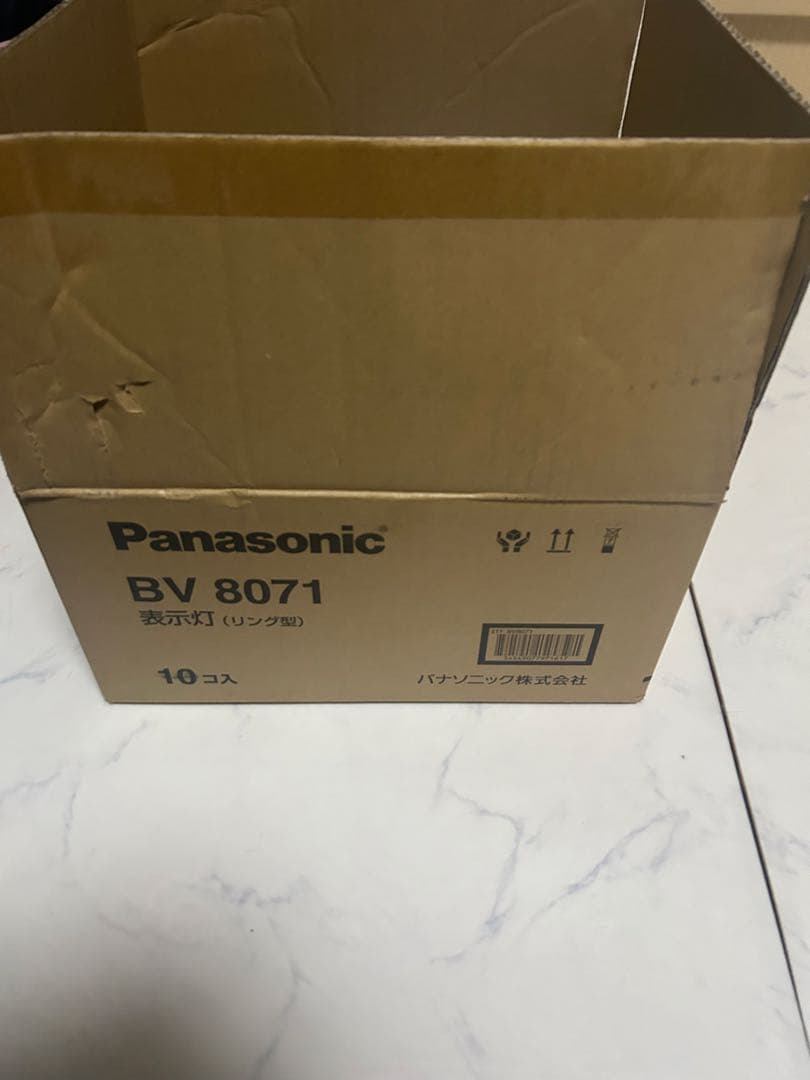 Panasonic
BV 8071
表示灯(リング型)
10コ入
パナソニック株式会社